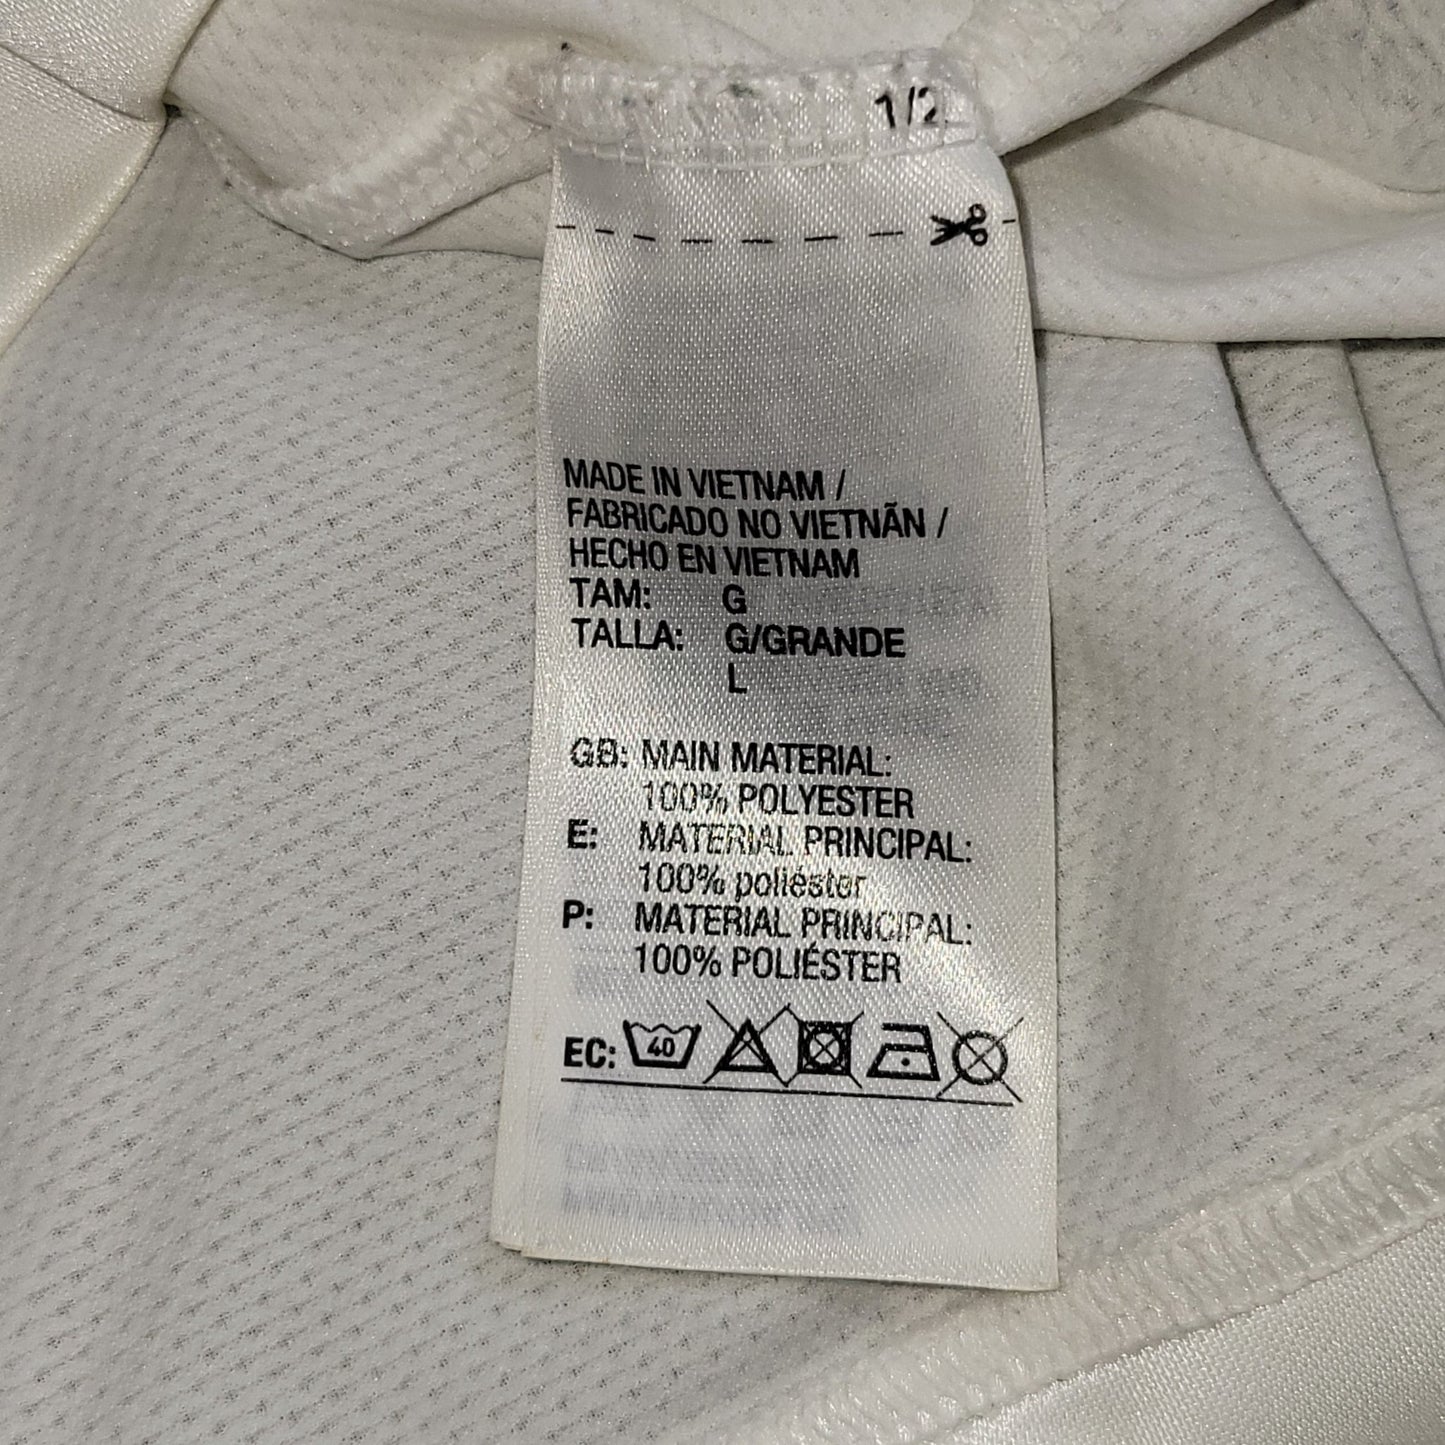 1/2
MADE IN VIETNAM /
FABRICADO NO VIETNÃN /
HECHO EN VIETNAM
TAM: G
TALLA: G/GRANDE
L
GB: MAIN MATERIAL:
100% POLYESTER
E: MATERIAL PRINCIPAL:
100% poliéster
P: MATERIAL PRINCIPAL:
100% POLIÉSTER
EC: 40